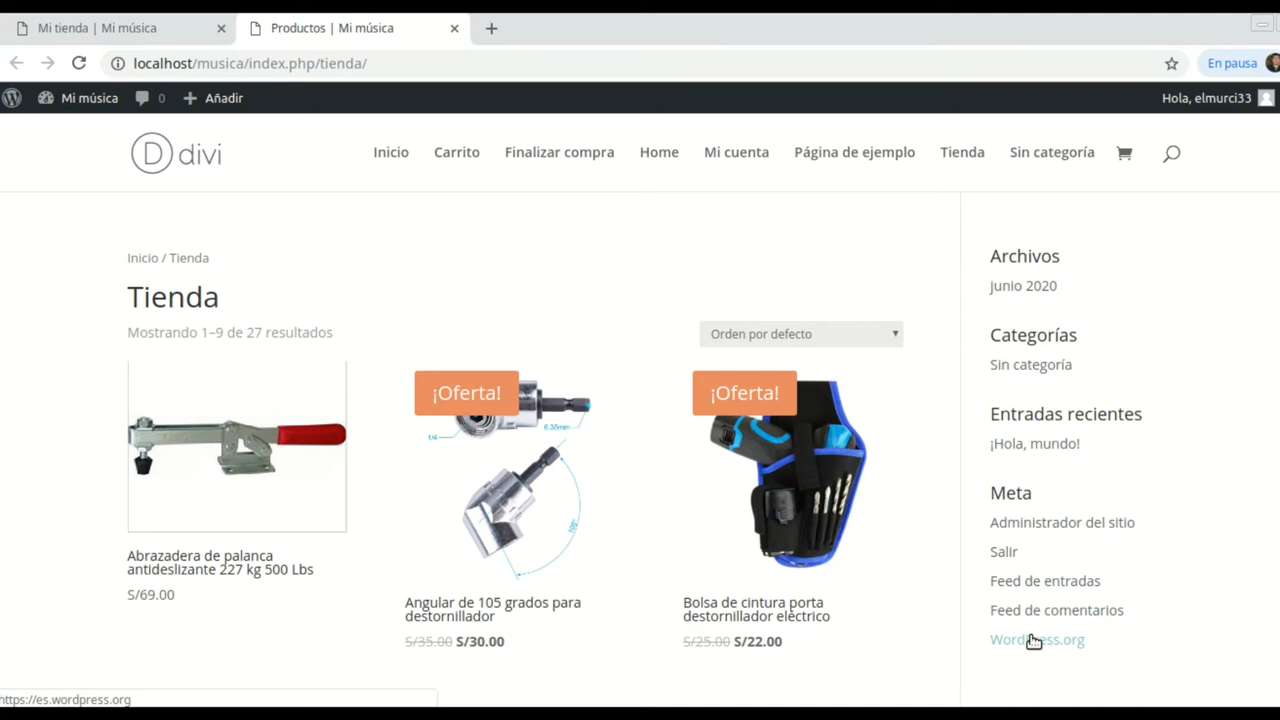 Mi tienda | Mi música
Productos | Mi música
localhost/musica/index.php/tienda/
En pausa
Mi música
0
Añadir
Hola, elmurci33
D divi
Inicio
Carrito
Finalizar compra
Home
Mi cuenta
Página de ejemplo
Tienda
Sin categoría
Inicio / Tienda
Tienda
Mostrando 1–9 de 27 resultados
Orden por defecto
Abrazadera de palanca
antideslizante 227 kg 500 Lbs
S/69.00
¡Oferta!
1/4
6.35mm
105°
Angular de 105 grados para
destornillador
S/35.00 S/30.00
¡Oferta!
Bolsa de cintura porta
destornillador eléctrico
S/25.00 S/22.00
Archivos
junio 2020
Categorías
Sin categoría
Entradas recientes
¡Hola, mundo!
Meta
Administrador del sitio
Salir
Feed de entradas
Feed de comentarios
WordPress.org
https://es.wordpress.org